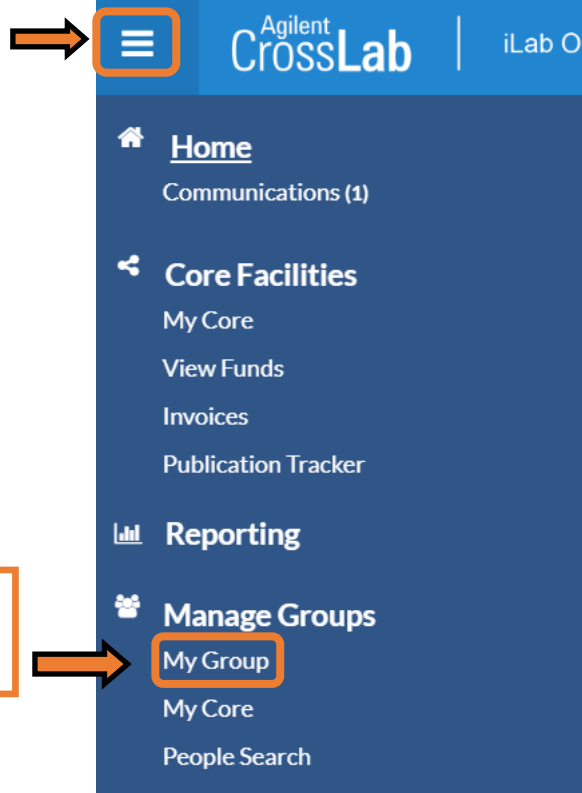 Agilent
CrossLab
iLab O
Home
Communications (1)
Core Facilities
My Core
View Funds
Invoices
Publication Tracker
Reporting
Manage Groups
My Group
My Core
People Search